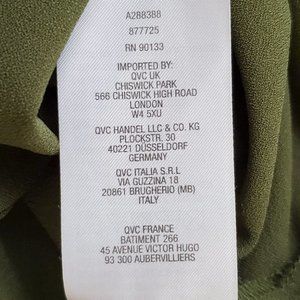 A288388
877725
RN 90133
IMPORTED BY:
QVC UK
CHISWICK PARK
566 CHISWICK HIGH ROAD
LONDON
W4 5XU
QVC HANDEL LLC & CO. KG
PLOCKSTR. 30
40221 DÜSSELDORF
GERMANY
QVC ITALIA S.R.L
VIA GUZZINA 18
20861 BRUGHERIO (MB)
ITALY
QVC FRANCE
BATIMENT 266
45 AVENUE VICTOR HUGO
93 300 AUBERVILLIERS